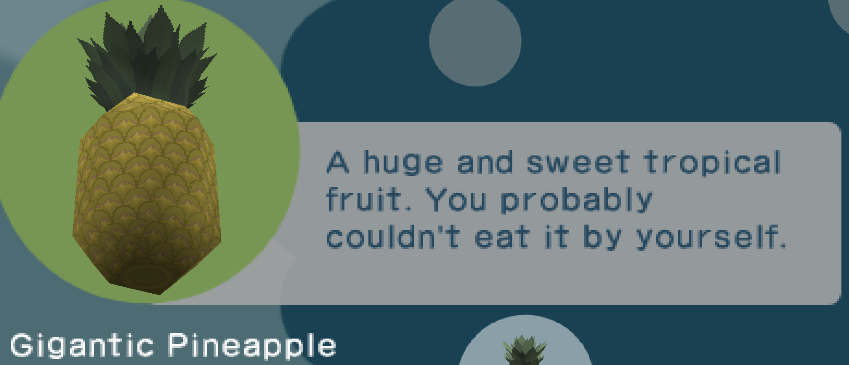 A huge and sweet tropical
fruit. You probably
couldn't eat it by yourself.
Gigantic Pineapple